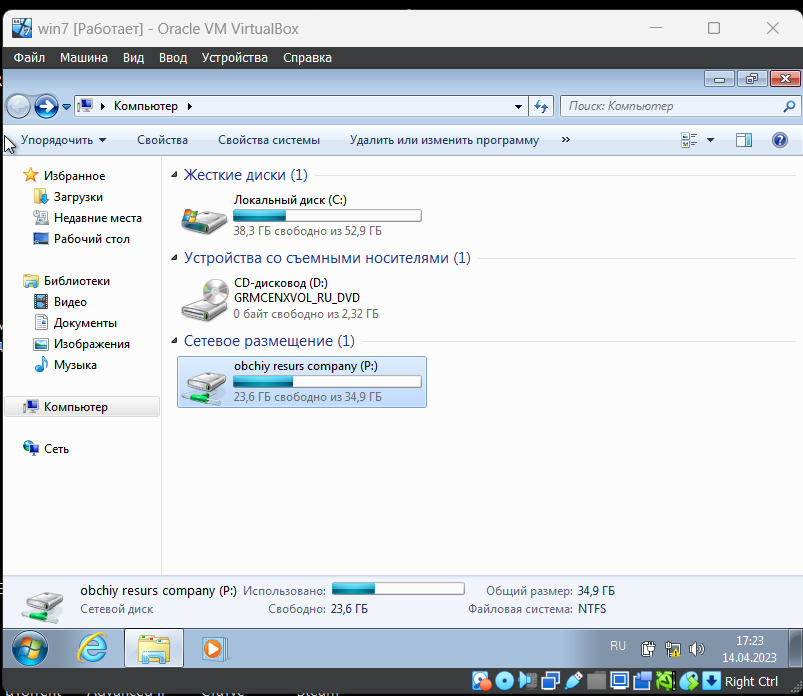 win7 [Работает] - Oracle VM VirtualBox
Файл Машина Вид Ввод Устройства Справка
Компьютер
Поиск: Компьютер
Упорядочить Свойства Свойства системы Удалить или изменить программу »
Избранное
Загрузки
Недавние места
Рабочий стол
Библиотеки
Видео
Документы
Изображения
Музыка
Компьютер
Сеть
Жесткие диски (1)
Локальный диск (C:)
38,3 ГБ свободно из 52,9 ГБ
Устройства со съемными носителями (1)
CD-дисковод (D:)
GRMCENXVOL_RU_DVD
0 байт свободно из 2,32 ГБ
Сетевое размещение (1)
obchiy resurs company (P:)
23,6 ГБ свободно из 34,9 ГБ
obchiy resurs company (P:) Использовано: Общий размер: 34,9 ГБ
Сетевой диск Свободно: 23,6 ГБ Файловая система: NTFS
RU
17:23
14.04.2023
Right Ctrl